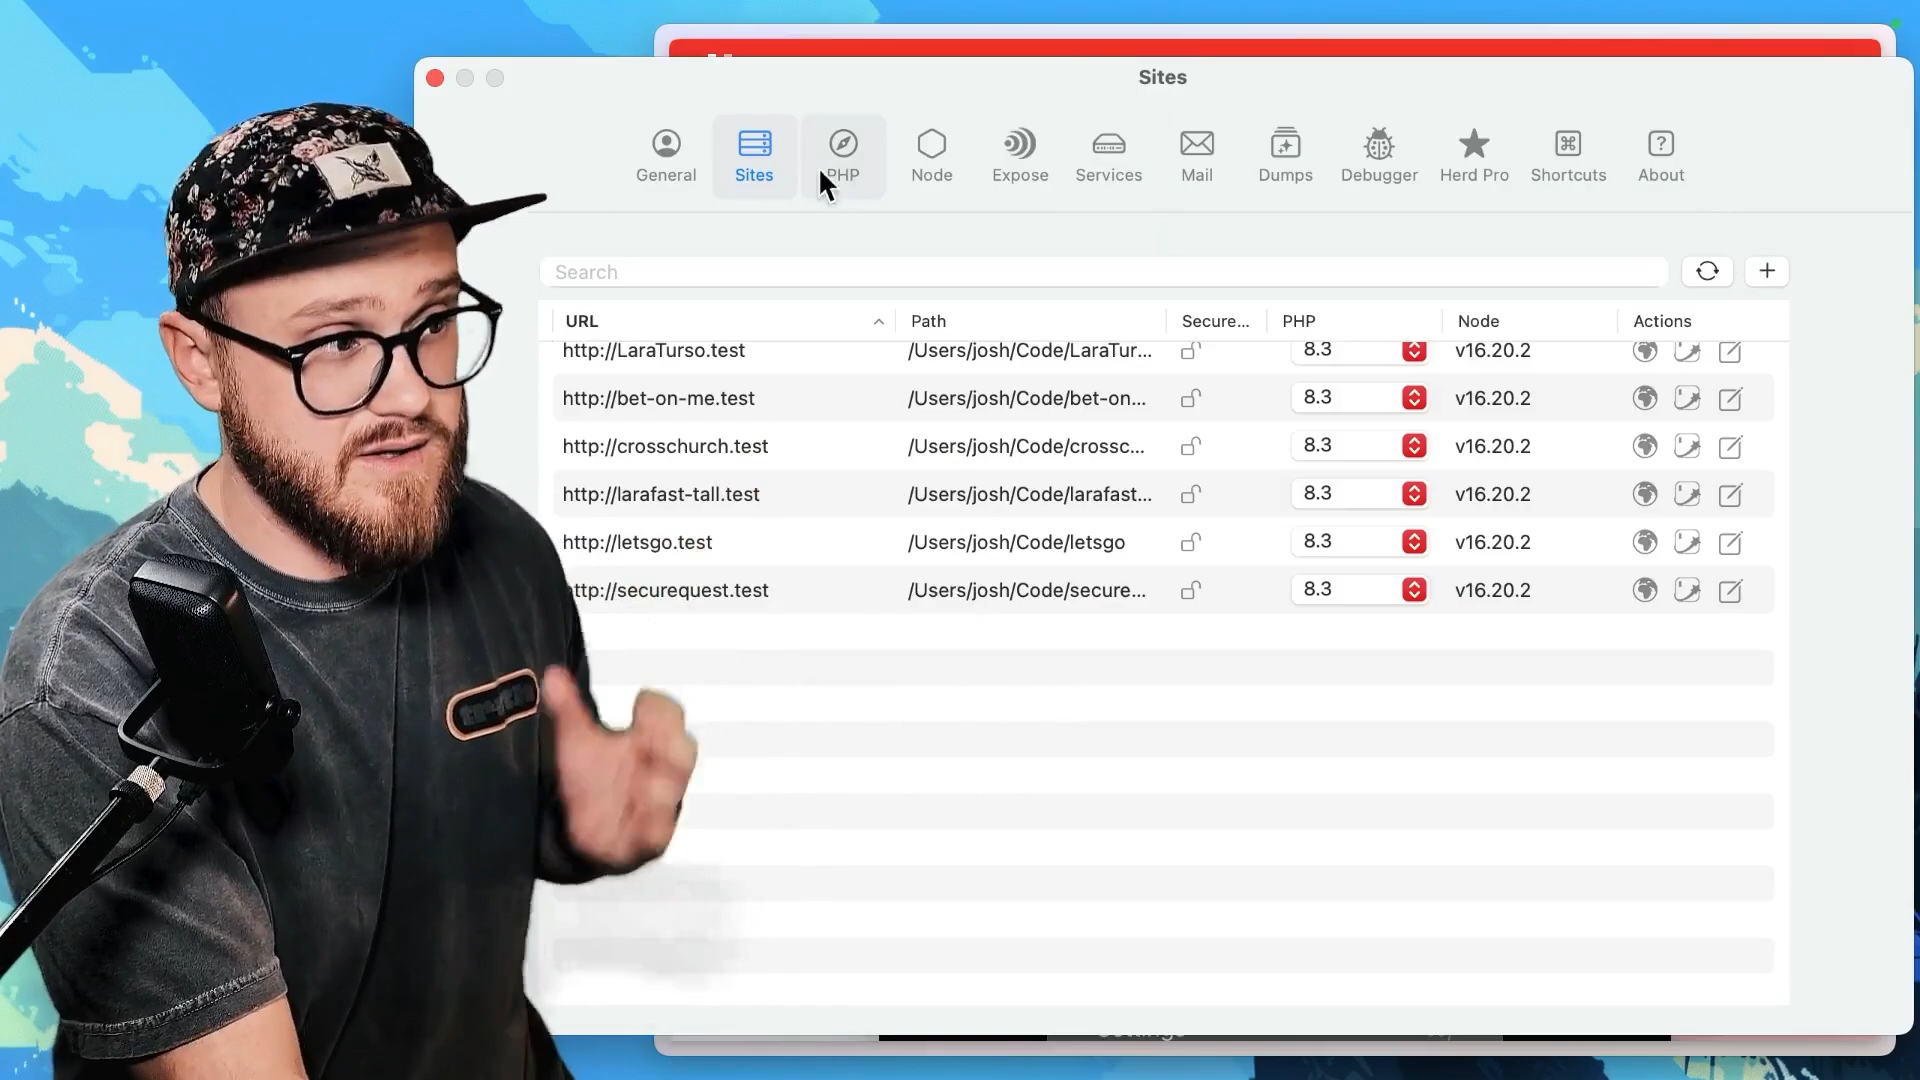 Sites
General Sites PHP Node Expose Services Mail Dumps Debugger Herd Pro Shortcuts About
Search
URL Path Secure... PHP Node Actions
http://LaraTurso.test /Users/josh/Code/LaraTur... 8.3 v16.20.2
http://bet-on-me.test /Users/josh/Code/bet-on... 8.3 v16.20.2
http://crosschurch.test /Users/josh/Code/crossc... 8.3 v16.20.2
http://larafast-tall.test /Users/josh/Code/larafast... 8.3 v16.20.2
http://letsgo.test /Users/josh/Code/letsgo 8.3 v16.20.2
ttp://securequest.test /Users/josh/Code/secure... 8.3 v16.20.2